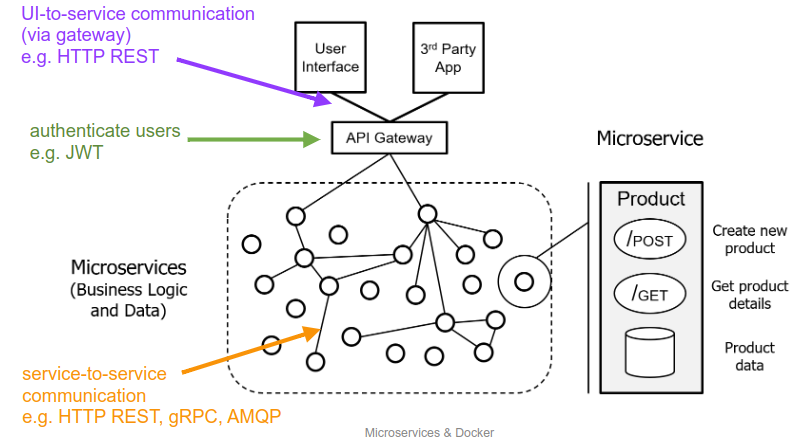 UI-to-service communication
(via gateway)
e.g. HTTP REST
User
Interface
3rd Party
App
authenticate users
e.g. JWT
API Gateway
Microservice
Microservices
(Business Logic
and Data)
Product
/POST
Create new
product
/GET
Get product
details
Product
data
service-to-service
communication
e.g. HTTP REST, gRPC, AMQP
Microservices & Docker